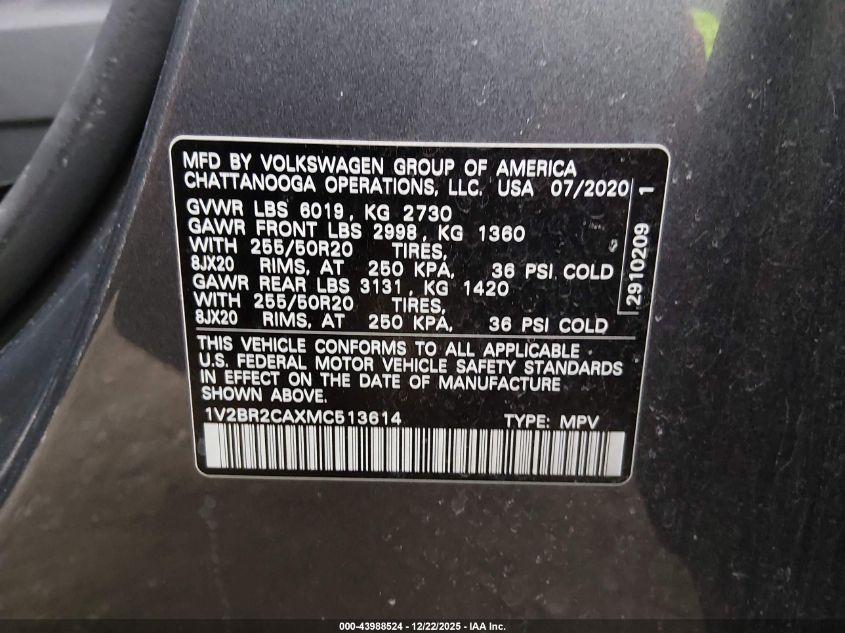 MFD BY VOLKSWAGEN GROUP OF AMERICA
CHATTANOOGA OPERATIONS, LLC. USA 07/2020
GVWR LBS 6019, KG 2730
GAWR FRONT LBS 2998, KG 1360
WITH 255/50R20 TIRES,
8JX20 RIMS, AT 250 KPA, 36 PSI COLD
GAWR REAR LBS 3131, KG 1420
WITH 255/50R20 TIRES,
8JX20 RIMS, AT 250 KPA, 36 PSI COLD
2910209 1
THIS VEHICLE CONFORMS TO ALL APPLICABLE
U.S. FEDERAL MOTOR VEHICLE SAFETY STANDARDS
IN EFFECT ON THE DATE OF MANUFACTURE
SHOWN ABOVE.
1V2BR2CAXMC513614 TYPE: MPV
000-43988524 - 12/22/2025 - IAA Inc.